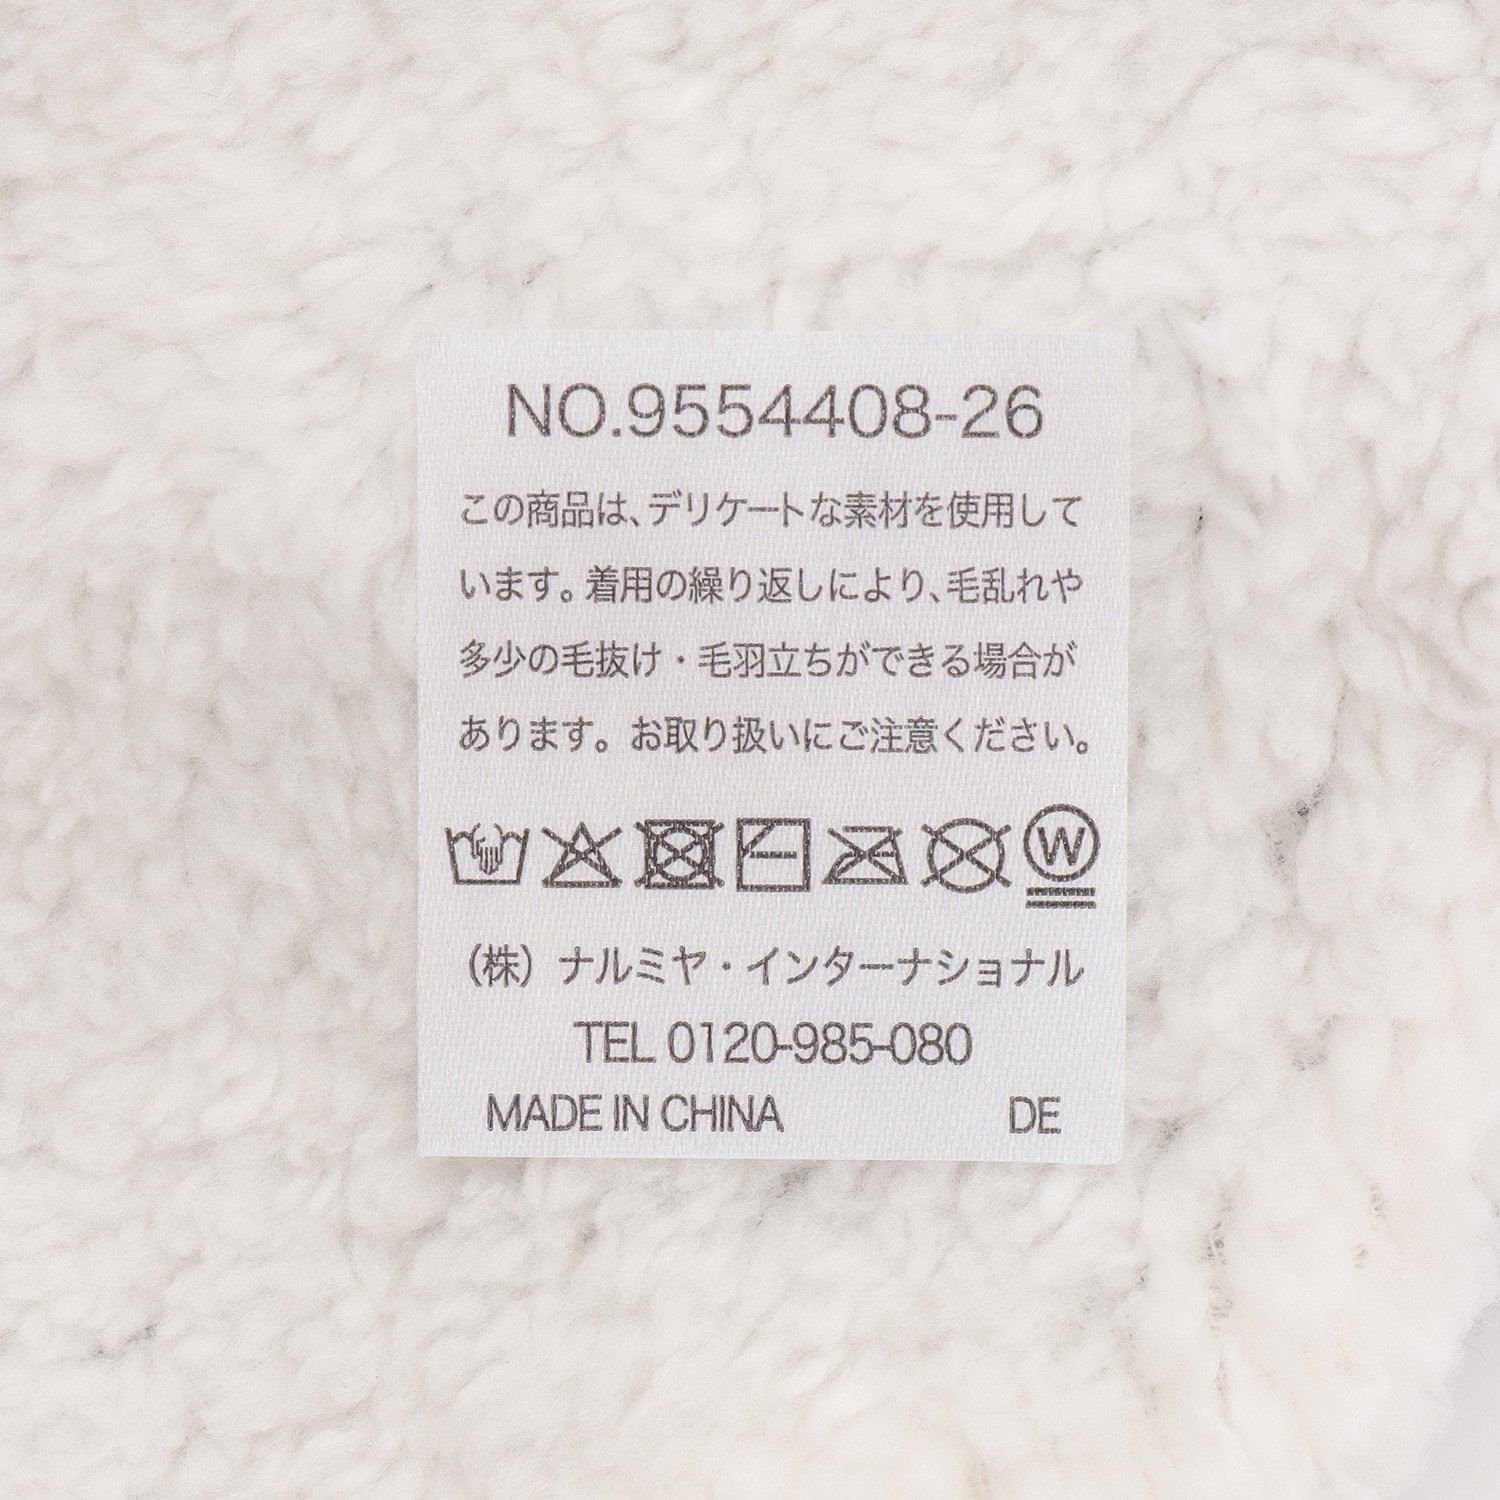 NO.9554408-26
この商品は、デリケートな素材を使用して
います。着用の繰り返しにより、毛乱れや
多少の毛抜け・毛羽立ちができる場合が
あります。お取り扱いにご注意ください。
W
(株) ナルミヤ・インターナショナル
TEL 0120-985-080
MADE IN CHINA DE